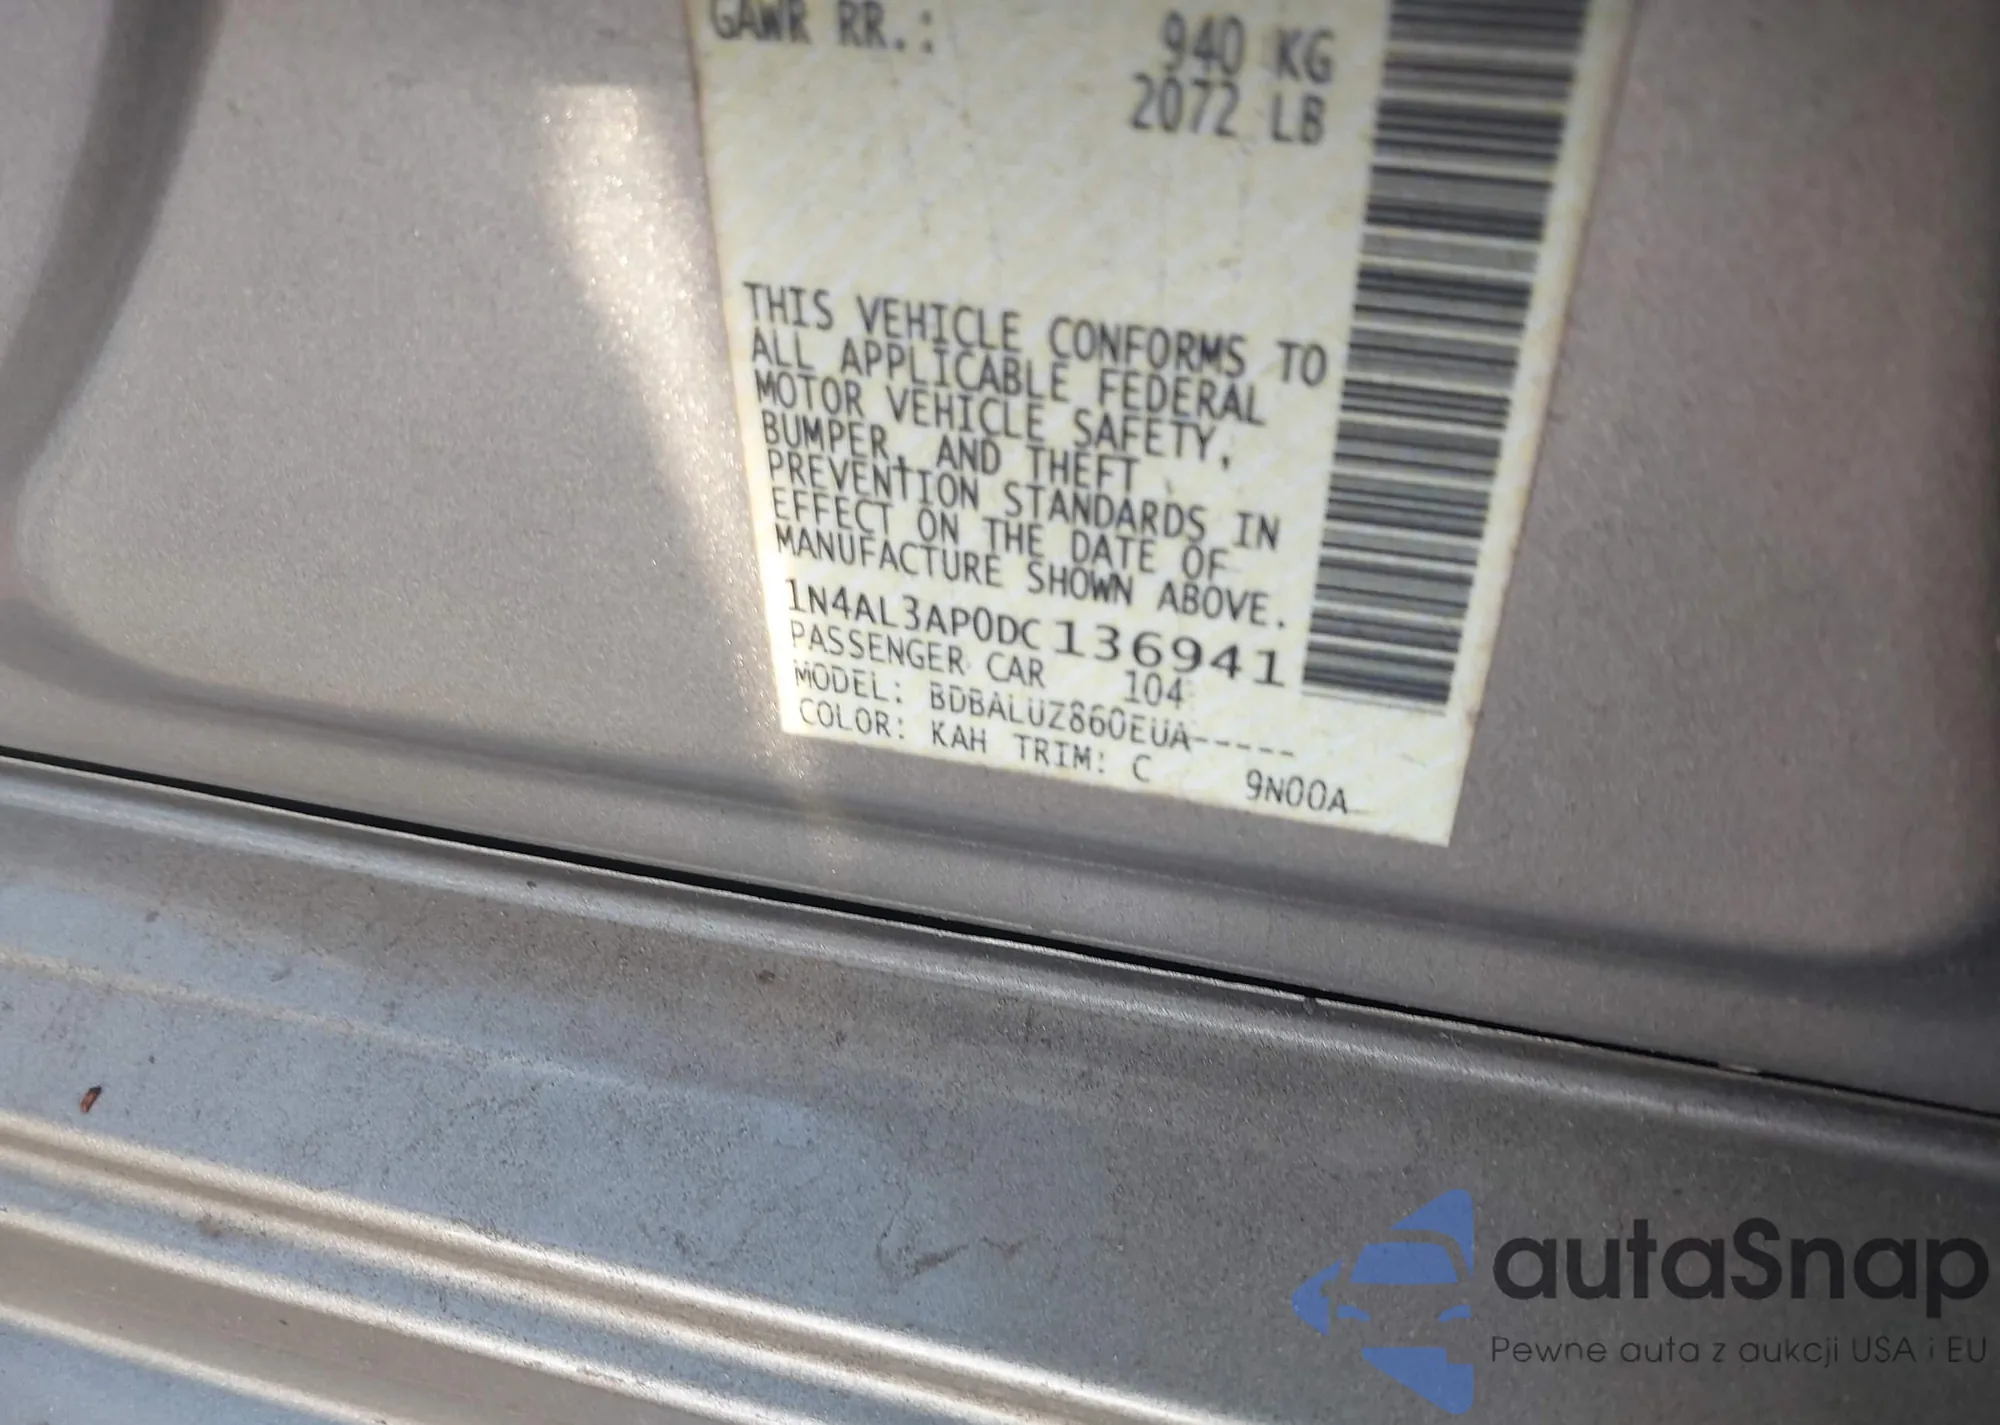 GAWR RR.: 940 KG
2072 LB
THIS VEHICLE CONFORMS TO
ALL APPLICABLE FEDERAL
MOTOR VEHICLE SAFETY,
BUMPER, AND THEFT
PREVENTION STANDARDS IN
EFFECT ON THE DATE OF
MANUFACTURE SHOWN ABOVE.
1N4AL3AP0DC136941
PASSENGER CAR 104
MODEL: BDBALUZ860EUA-----
COLOR: KAH TRIM: C 9N00A
autaSnap
Pewne auta z aukcji USA i EU